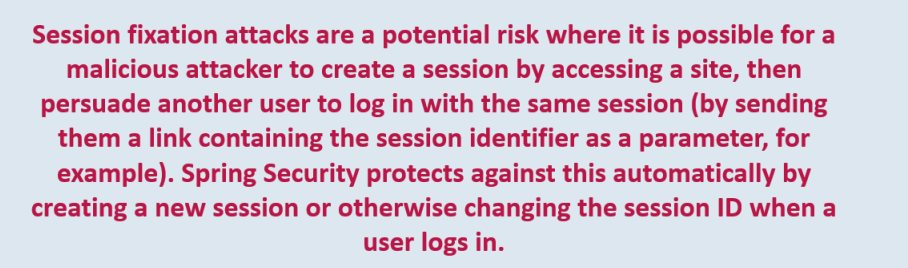 Session fixation attacks are a potential risk where it is possible for a
malicious attacker to create a session by accessing a site, then
persuade another user to log in with the same session (by sending
them a link containing the session identifier as a parameter, for
example). Spring Security protects against this automatically by
creating a new session or otherwise changing the session ID when a
user logs in.